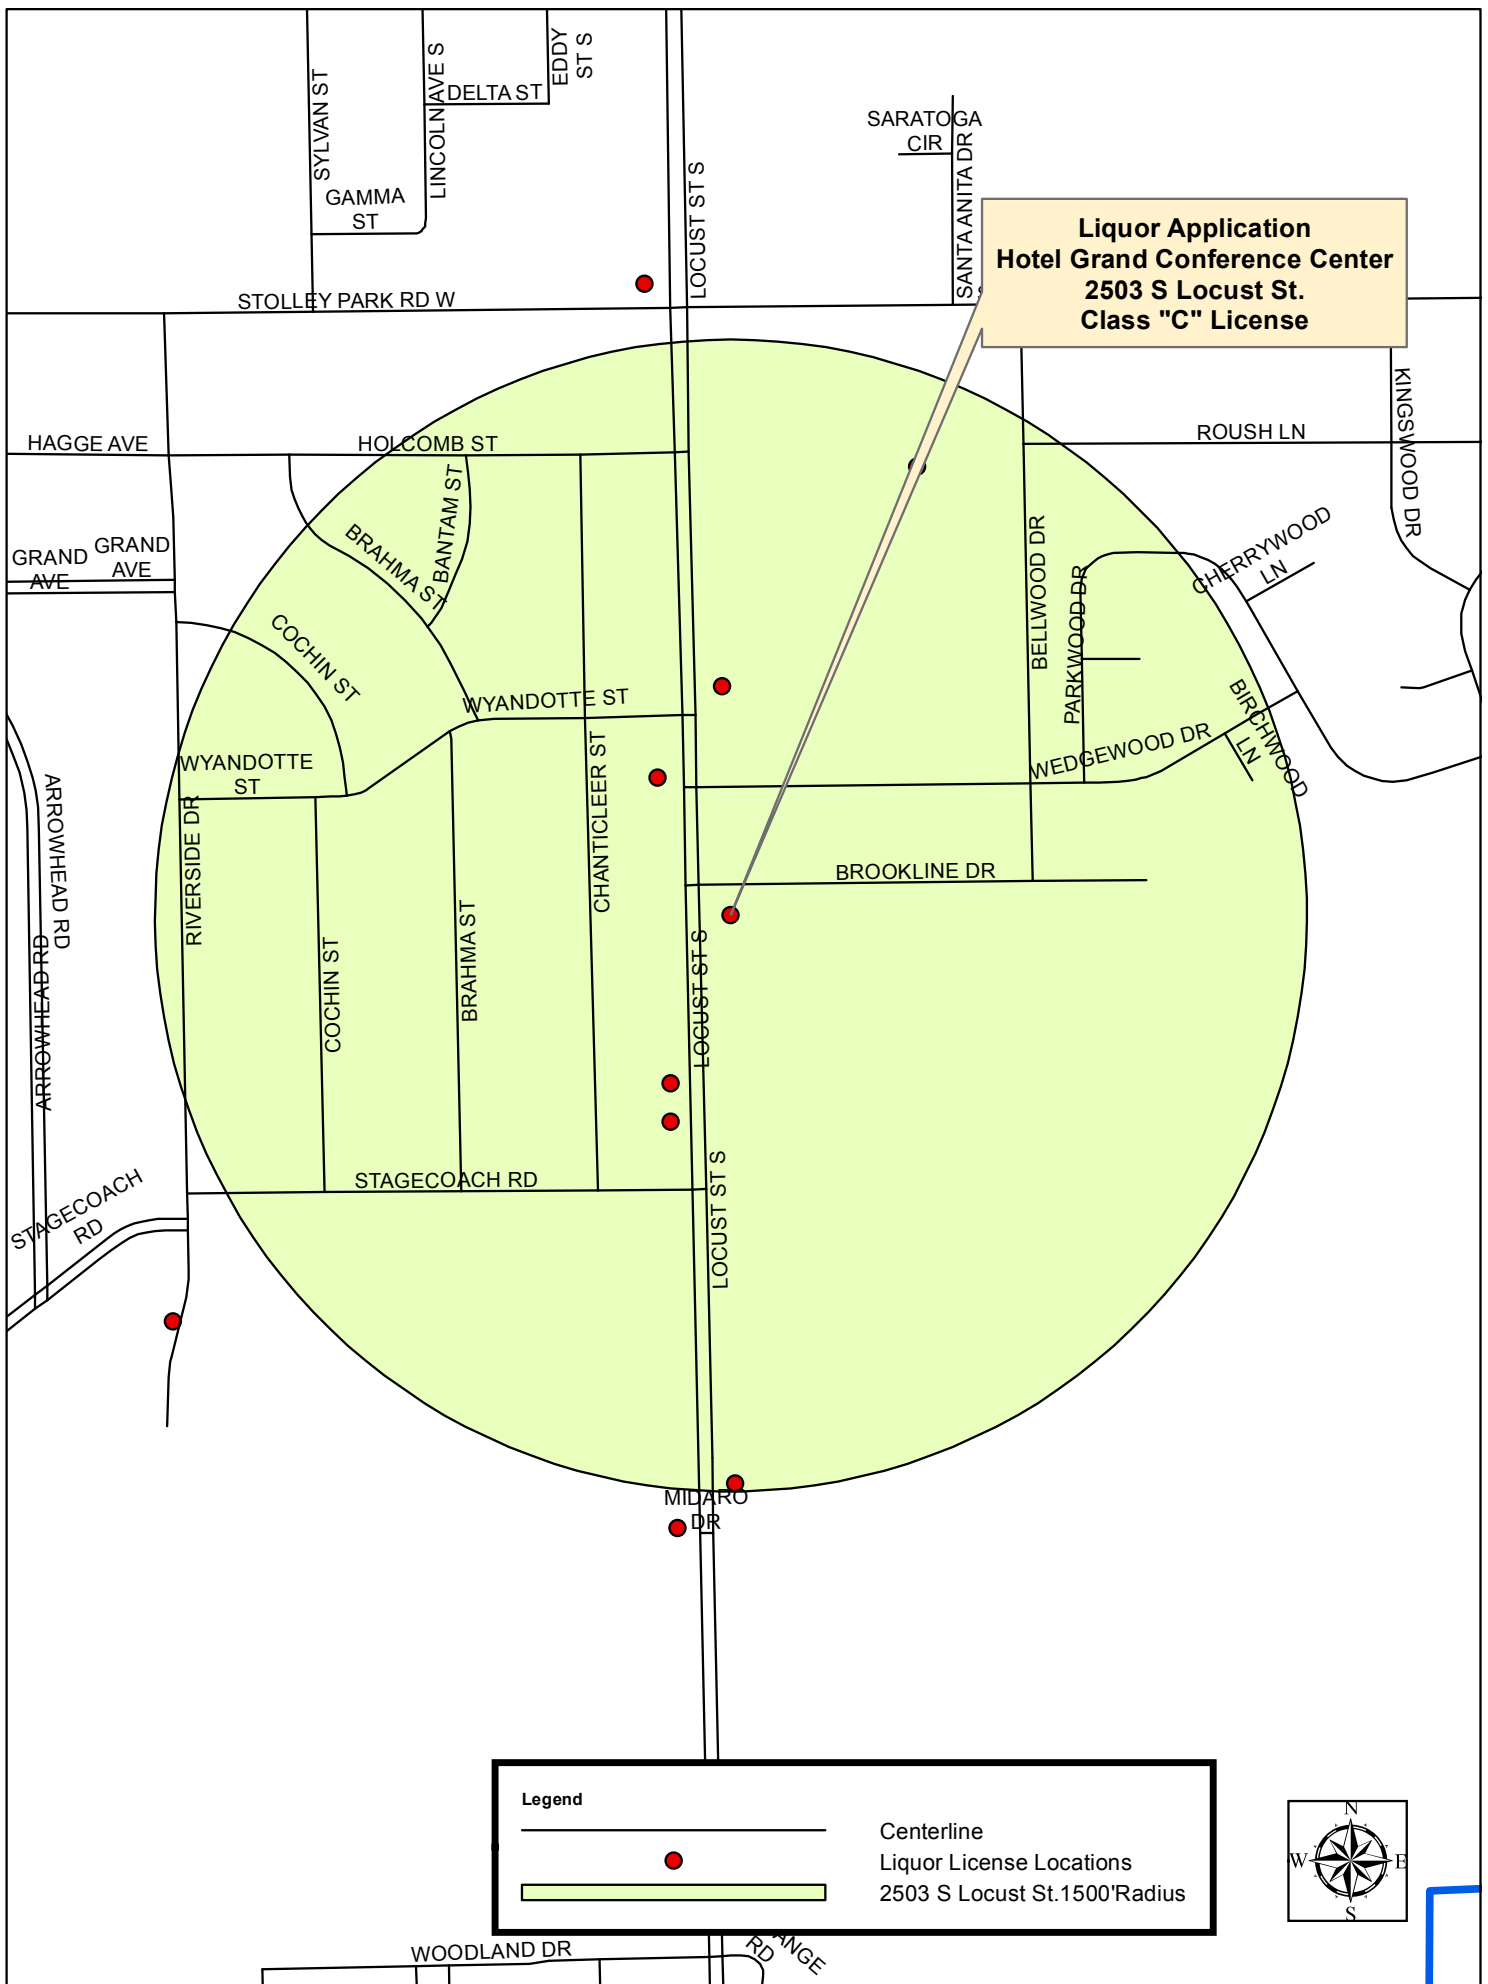 EDDY
ST S
SYLVAN ST
LINCOLN AVE S
DELTA ST
GAMMA
ST
SARATOGA
CIR
SANTA ANITA DR
LOCUST ST S
Liquor Application
Hotel Grand Conference Center
2503 S Locust St.
Class "C" License
STOLLEY PARK RD W
KINGSWOOD DR
HAGGE AVE
HOLCOMB ST
ROUSH LN
BANTAM ST
BRAHMA ST
GRAND
AVE
GRAND
AVE
BELLWOOD DR
PARKWOOD DR
CHERRYWOOD
LN
COCHIN ST
WYANDOTTE ST
BIRCHWOOD
LN
WEDGEWOOD DR
WYANDOTTE
ST
ARROWHEAD RD
RIVERSIDE DR
CHANTICLEER ST
BROOKLINE DR
ARROWHEAD RD
COCHIN ST
BRAHMA ST
LOCUST ST S
STAGECOACH RD
STAGECOACH
RD
LOCUST ST S
MIDARO
DR
Legend
Centerline
Liquor License Locations
2503 S Locust St.1500'Radius
N
W
E
S
WOODLAND DR
ANGE
RD